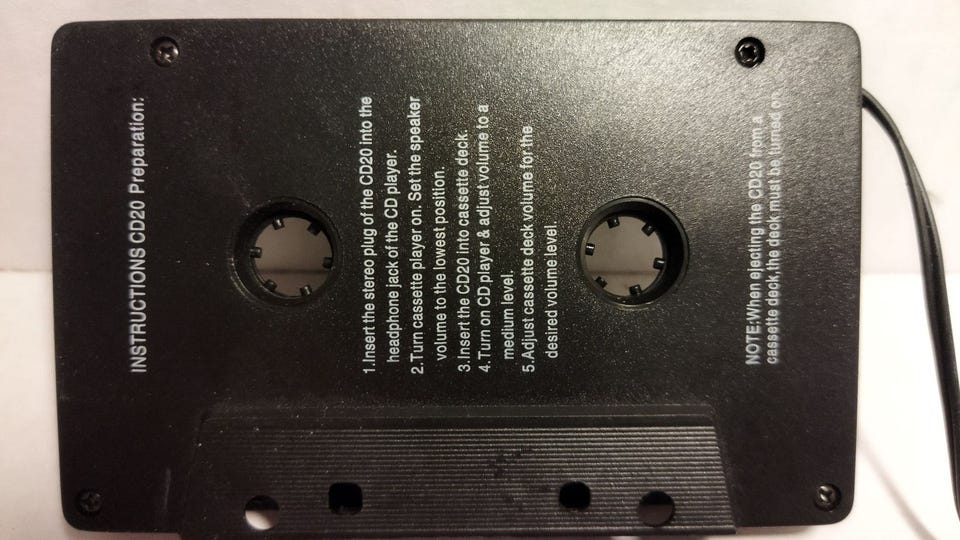 INSTRUCTIONS CD20 Preparation:
1.Insert the stereo plug of the CD20 into the
headphone jack of the CD player.
2.Turn cassette player on. Set the speaker
volume to the lowest position.
3.Insert the CD20 into cassette deck.
4.Turn on CD player & adjust volume to a
medium level.
5.Adjust cassette deck volume for the
desired volume level.
NOTE:When ejecting the CD20 from a
cassette deck,the deck must be turned on.